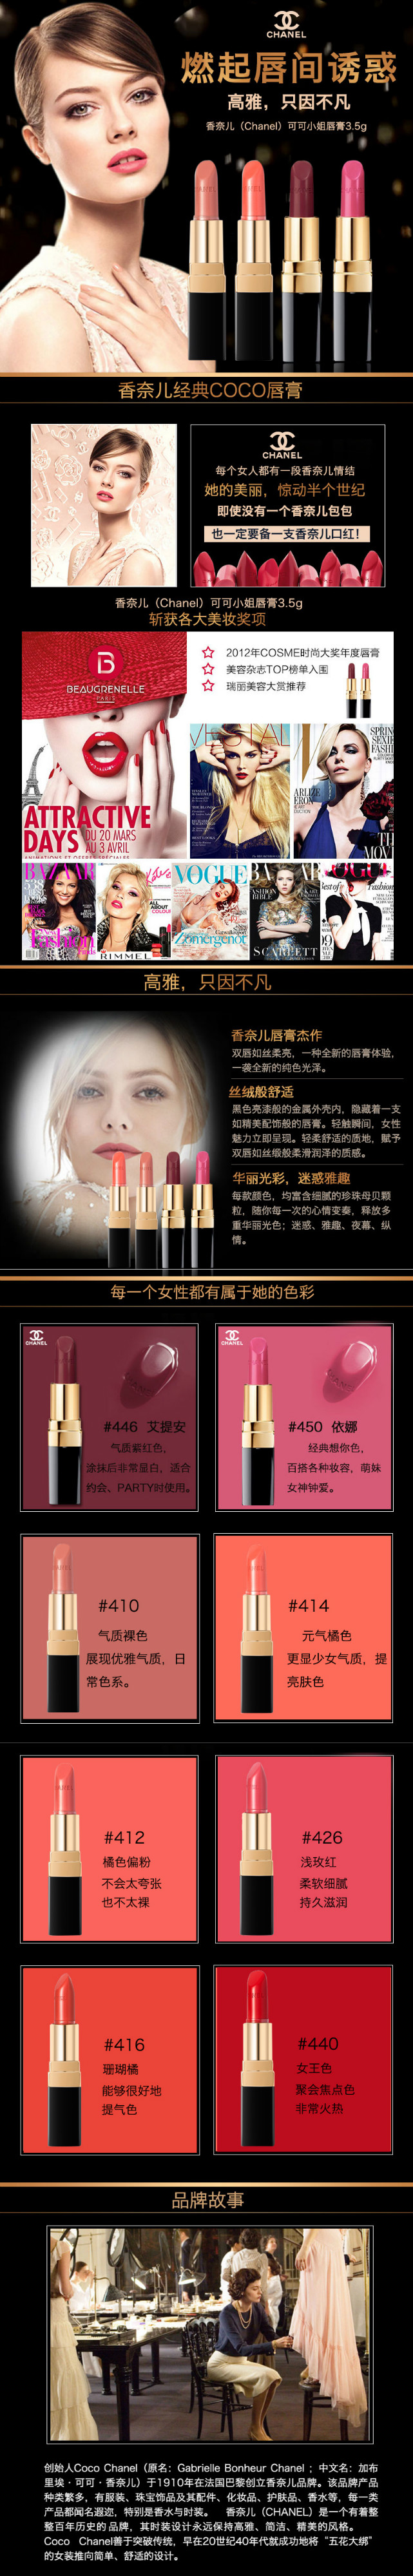 CHANEL
燃起唇间诱惑
高雅，只因不凡
香奈儿（Chanel）可可小姐唇膏3.5g
香奈儿经典COCO唇膏
CHANEL
每个女人都有一段香奈儿情结
她的美丽，惊动半个世纪
即使没有一个香奈儿包包
也一定要备一支香奈儿口红！
香奈儿（Chanel）可可小姐唇膏3.5g
斩获各大美妆奖项
B
BEAUGRENELLE
PARIS
2012年COSME时尚大奖年度唇膏
美容杂志TOP榜单入围
瑞丽美容大赏推荐
ATTRACTIVE
DAYS DU 20 MARS
AU 3 AVRIL
BAZAAR
Fashion
Kate
ALL
ABOUT
COLOUR
RIMMEL
VOGUE
Zomergenot
FASHION
BIBLE
SCARLETT
VOGUE
best of
Fashion
高雅，只因不凡
香奈儿唇膏杰作
双唇如丝柔亮，一种全新的唇膏体验，
一袭全新的纯色光泽。
丝绒般舒适
黑色亮漆般的金属外壳内，隐藏着一支
如精美配饰般的唇膏。轻触瞬间，女性
魅力立即呈现。轻柔舒适的质地，赋予
双唇如丝缎般柔滑润泽的质感。
华丽光彩，迷惑雅趣
每款颜色，均富含细腻的珍珠母贝颗
粒，随你每一次的心情变奏，释放多
重华丽光色；迷惑、雅趣、夜幕、纵
情。
每一个女性都有属于她的色彩
CHANEL
#446 艾提安
气质紫红色，
涂抹后非常显白，适合
约会、PARTY时使用。
CHANEL
#450 依娜
经典想你色，
百搭各种妆容，萌妹
女神钟爱。
#410
气质裸色
展现优雅气质，日
常色系。
#414
元气橘色
更显少女气质，提
亮肤色
#412
橘色偏粉
不会太夸张
也不太裸
#426
浅玫红
柔软细腻
持久滋润
#416
珊瑚橘
能够很好地
提气色
#440
女王色
聚会焦点色
非常火热
品牌故事
创始人Coco Chanel（原名：Gabrielle Bonheur Chanel ；中文名：加布
里埃·可可·香奈儿）于1910年在法国巴黎创立香奈儿品牌。该品牌产品
种类繁多，有服装、珠宝饰品及其配件、化妆品、护肤品、香水等，每一类
产品都闻名遐迩，特别是香水与时装。 香奈儿（CHANEL）是一个有着整
整百年历史的品牌，其时装设计永远保持高雅、简洁、精美的风格。
Coco Chanel善于突破传统，早在20世纪40年代就成功地将“五花大绑”
的女装推向简单、舒适的设计。